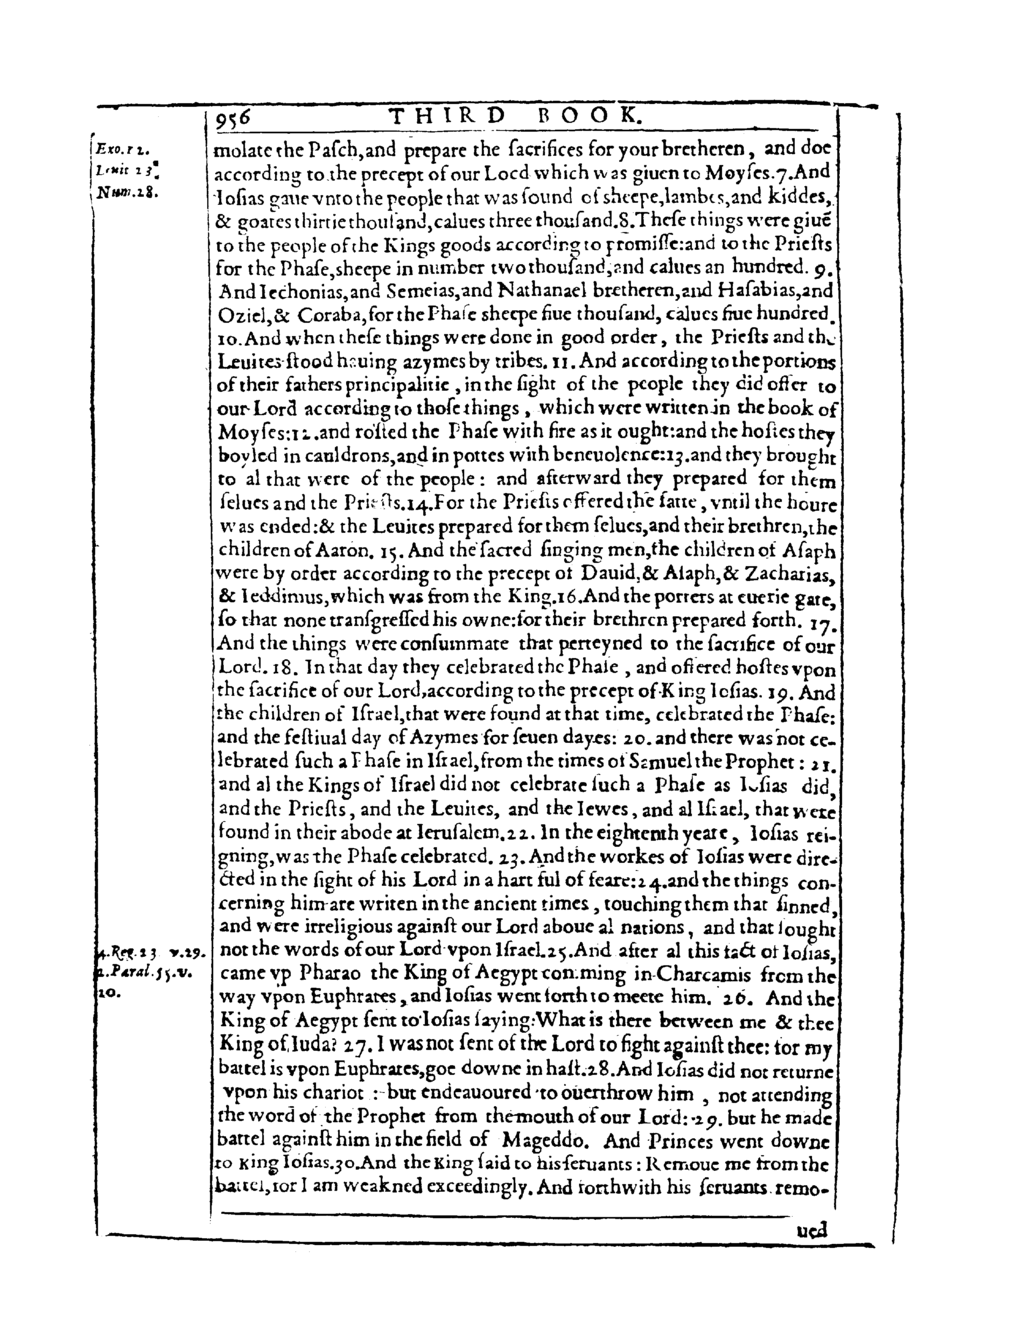 956 THIRD BOOK.
Exo. 12.
Leuit 23.
Num. 28.
molate the Pasch, and prepare the sacrifices for your bretheren, and doe
according to the precept of our Lord which was giuen to Moyses. 7. And
Iosias gaue vnto the people that was found of sheepe, lambes, and kiddes,
& goates thirtie thousand, calues three thousand. 8. These things were giuē
to the people of the Kings goods according to promisse: and to the Priests
for the Phase, sheepe in number two thousand, and calues an hundred. 9.
And Iechonias, and Semeias, and Nathanael bretheren, and Hasabias, and
Oziel, & Coraba, for the Phase sheepe fiue thousand, calues fiue hundred.
10. And when these things were done in good order, the Priests and the
Leuites stood hauing azymes by tribes. 11. And according to the portions
of their fathers principalitie, in the sight of the people they did offer to
our Lord according to those things, which were written in the book of
Moyses: 12. and rosted the Phase with fire as it ought: and the hostes they
boyled in cauldrons, and in pottes with beneuolence: 13. and they brought
to al that were of the people: and afterward they prepared for them
selues and the Priests. 14. For the Priests offered the fatte, vntil the houre
was ended: & the Leuites prepared for them selues, and their brethren, the
children of Aaron. 15. And the sacred singing men, the children of Asaph
were by order according to the precept of Dauid, & Asaph, & Zacharias,
& Ieddimus, which was from the King. 16. And the porters at euerie gate,
so that none transgressed his owne: for their brethren prepared forth. 17.
And the things were consummate that perteyned to the sacrifice of our
Lord. 18. In that day they celebrated the Phase, and offered hostes vpon
the sacrifice of our Lord, according to the precept of King Iosias. 19. And
the children of Israel, that were found at that time, celebrated the Phase:
and the festiual day of Azymes for seuen dayes: 20. and there was not ce-
lebrated such a Phase in Israel, from the times of Samuel the Prophet: 21.
and al the Kings of Israel did not celebrate such a Phase as Iosias did,
and the Priests, and the Leuites, and the Iewes, and al Israel, that were
found in their abode at Ierusalem. 22. In the eightenth yeare, Iosias rei-
gning, was the Phase celebrated. 23. And the workes of Iosias were dire-
cted in the sight of his Lord in a hart ful of feare: 24. and the things con-
cerning him are writen in the ancient times, touching them that sinned,
and were irreligious against our Lord aboue al nations, and that sought
4. Reg. 23 v. 29.
2. Paral. 35. v.
20.
not the words of our Lord vpon Israel. 25. And after al this fact of Iosias,
came vp Pharao the King of Aegypt comming in Charcamis from the
way vpon Euphrates, and Iosias went forth to meete him. 26. And the
King of Aegypt sent to Iosias saying: What is there between me & thee
King of Iuda? 27. I was not sent of the Lord to fight against thee: for my
battel is vpon Euphrates, goe downe in hast. 28. And Iosias did not returne
vpon his chariot: but endeauoured to ouerthrow him, not attending
the word of the Prophet from the mouth of our Lord: 29. but he made
battel against him in the field of Mageddo. And Princes went downe
to King Iosias. 30. And the King said to his seruants: Remoue me from the
battel, for I am weakned exceedingly. And forthwith his seruants remo-
ued